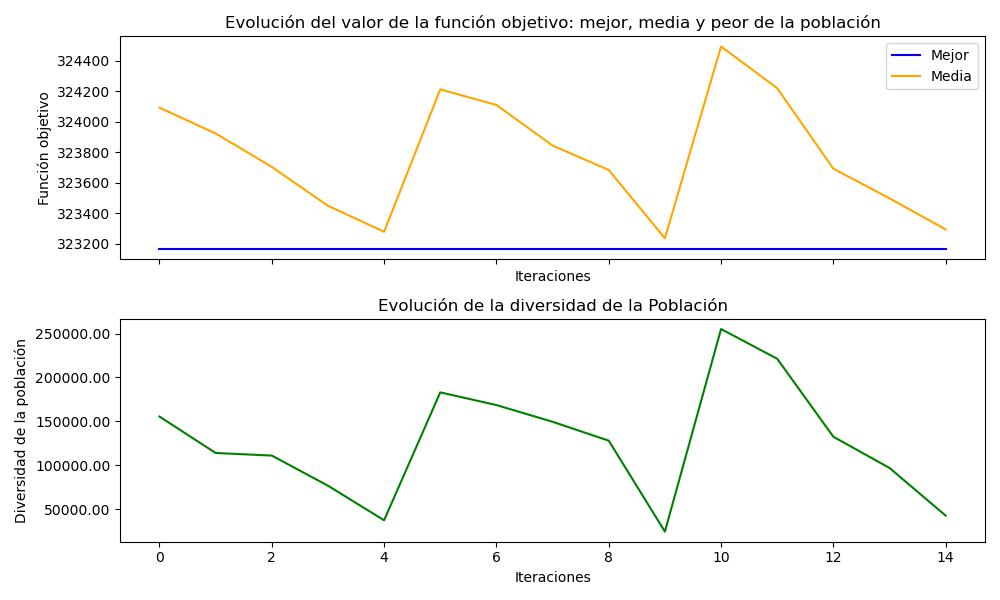 Evolución del valor de la función objetivo: mejor, media y peor de la población
Función objetivo
324400
324200
324000
323800
323600
323400
323200
Mejor
Media
Iteraciones
Evolución de la diversidad de la Población
Diversidad de la población
250000.00
200000.00
150000.00
100000.00
50000.00
0 2 4 6 8 10 12 14
Iteraciones